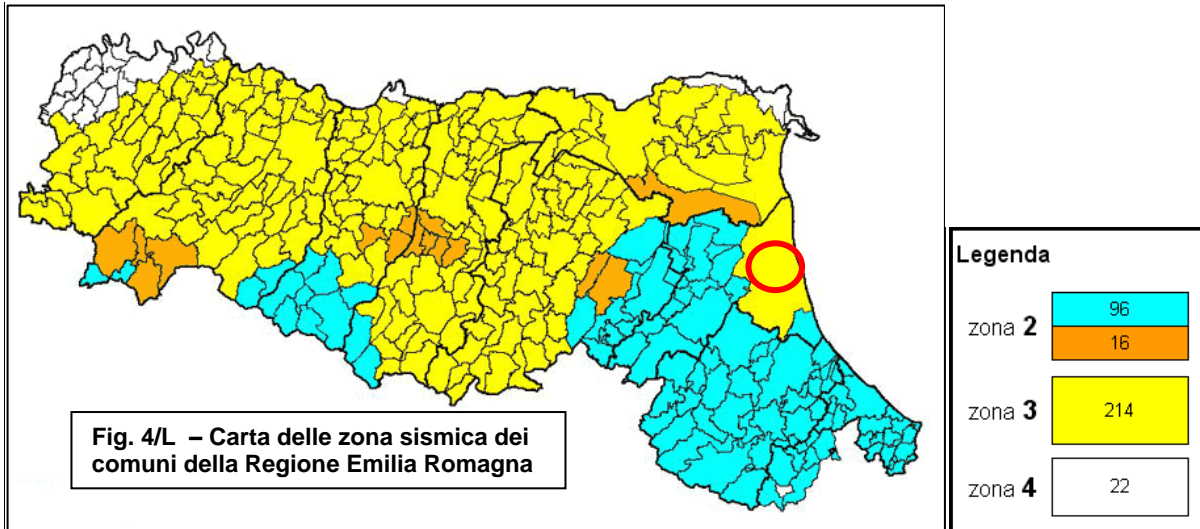 Fig. 4/L – Carta delle zona sismica dei
comuni della Regione Emilia Romagna
Legenda
zona 2
96
16
zona 3
214
zona 4
22